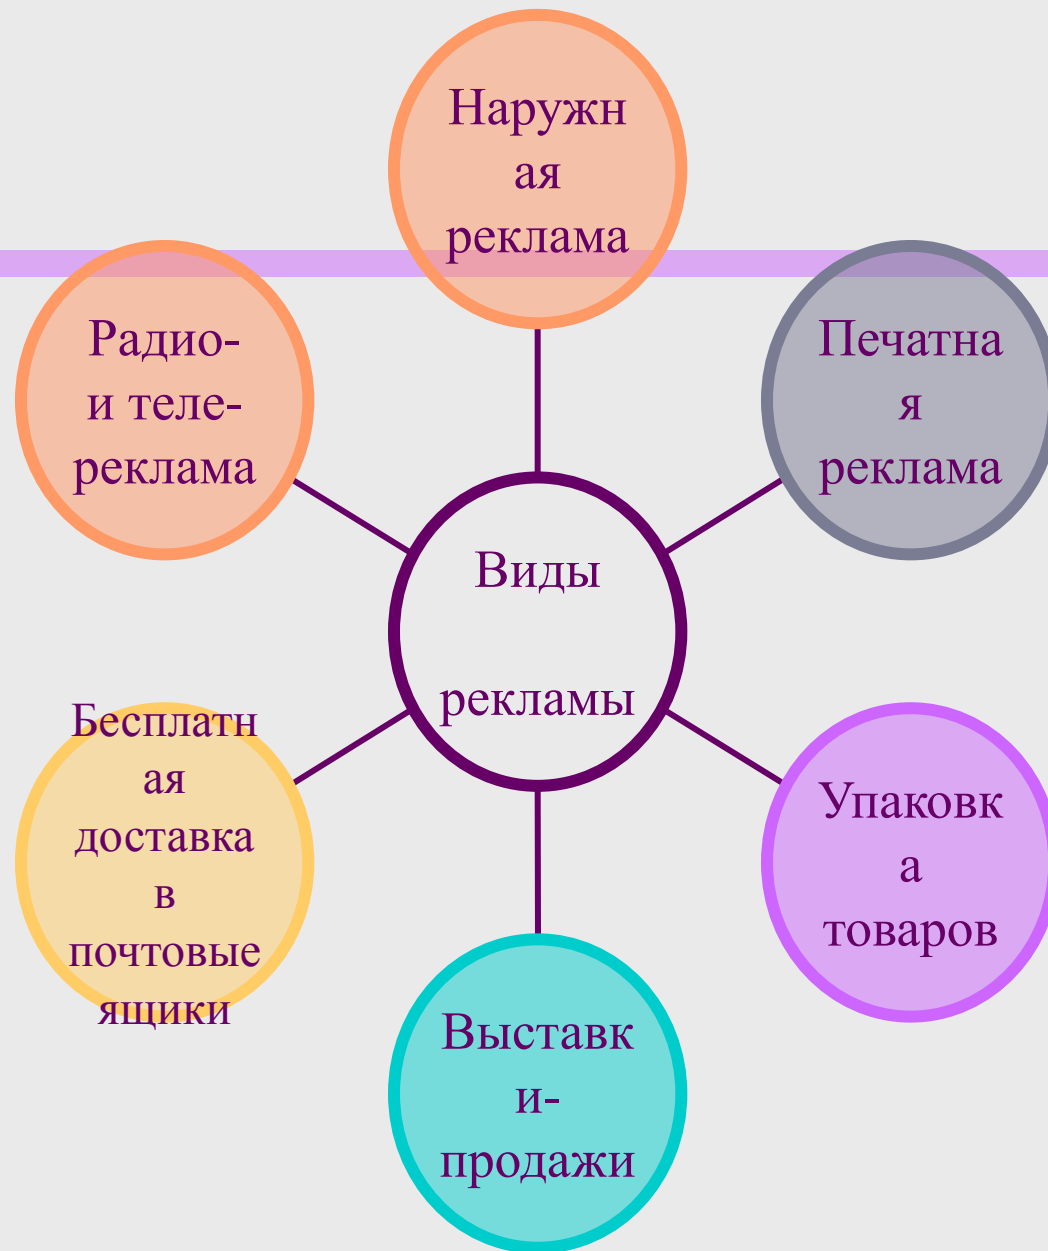 Наружн
ая
реклама
Радио-
и теле-
реклама
Печатна
я
реклама
Виды
рекламы
Бесплатн
ая
доставка
в
почтовые
ящики
Упаковк
а
товаров
Выставк
и-
продажи